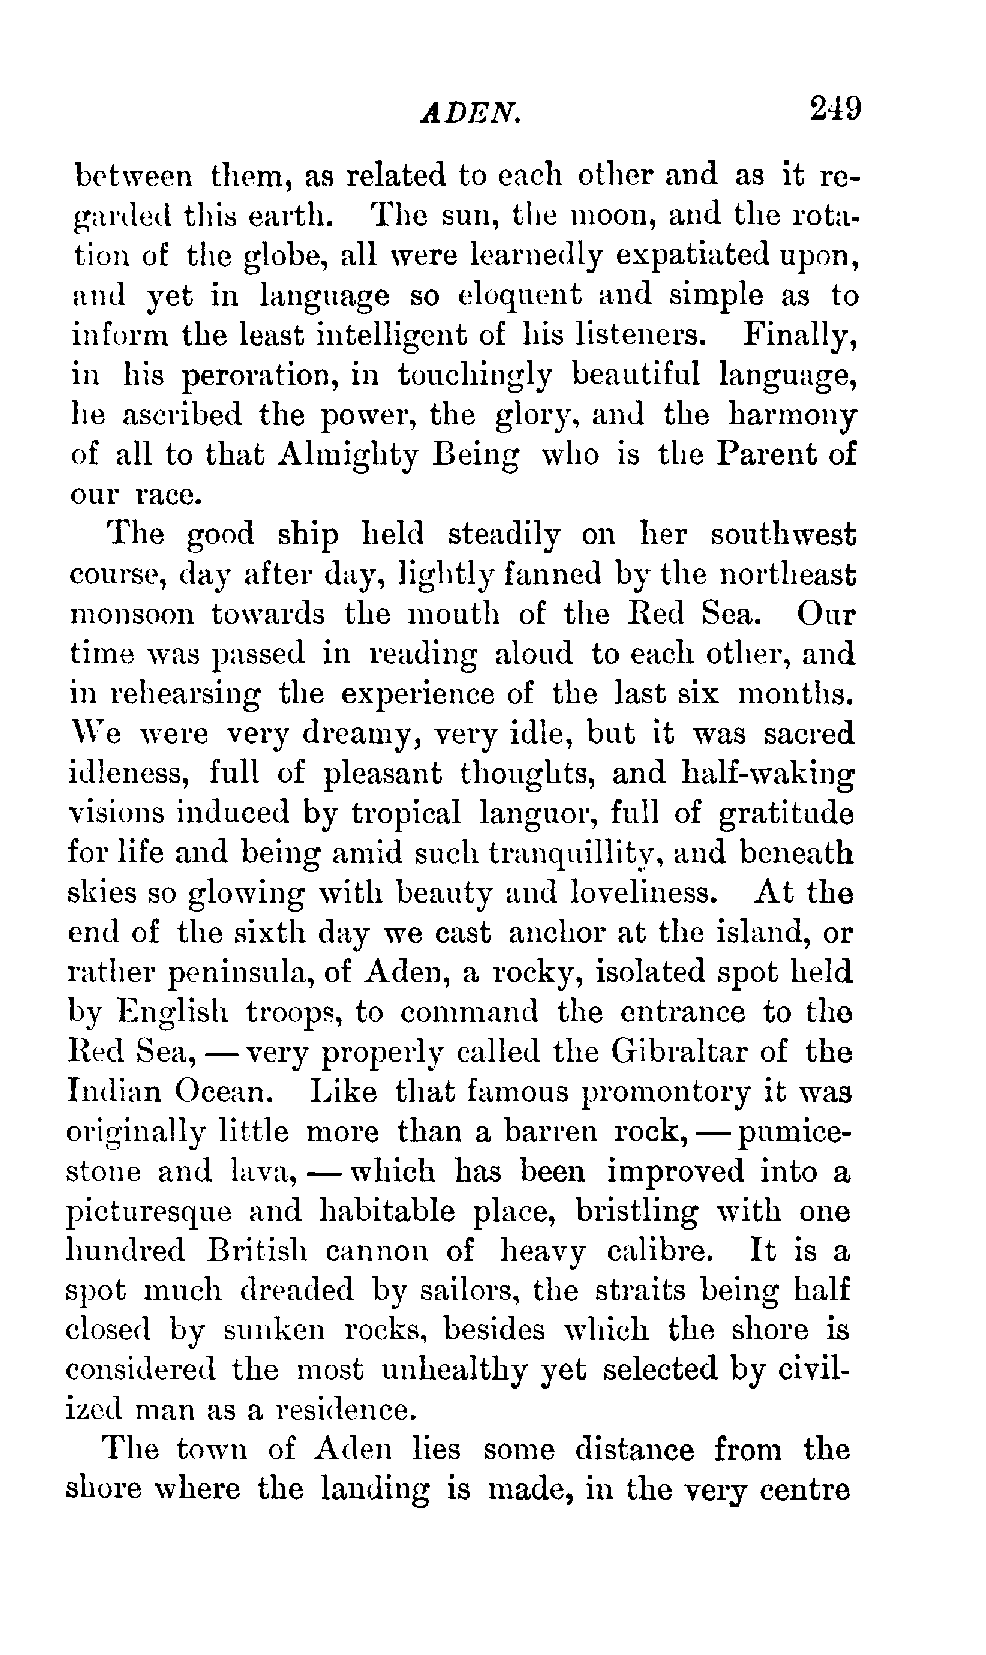 ADEN. 249
between them, as related to each other and as it re-
garded this earth. The sun, the moon, and the rota-
tion of the globe, all were learnedly expatiated upon,
and yet in language so eloquent and simple as to
inform the least intelligent of his listeners. Finally,
in his peroration, in touchingly beautiful language,
he ascribed the power, the glory, and the harmony
of all to that Almighty Being who is the Parent of
our race.
The good ship held steadily on her southwest
course, day after day, lightly fanned by the northeast
monsoon towards the mouth of the Red Sea. Our
time was passed in reading aloud to each other, and
in rehearsing the experience of the last six months.
We were very dreamy, very idle, but it was sacred
idleness, full of pleasant thoughts, and half-waking
visions induced by tropical languor, full of gratitude
for life and being amid such tranquillity, and beneath
skies so glowing with beauty and loveliness. At the
end of the sixth day we cast anchor at the island, or
rather peninsula, of Aden, a rocky, isolated spot held
by English troops, to command the entrance to the
Red Sea, — very properly called the Gibraltar of the
Indian Ocean. Like that famous promontory it was
originally little more than a barren rock, — pumice-
stone and lava, — which has been improved into a
picturesque and habitable place, bristling with one
hundred British cannon of heavy calibre. It is a
spot much dreaded by sailors, the straits being half
closed by sunken rocks, besides which the shore is
considered the most unhealthy yet selected by civil-
ized man as a residence.
The town of Aden lies some distance from the
shore where the landing is made, in the very centre